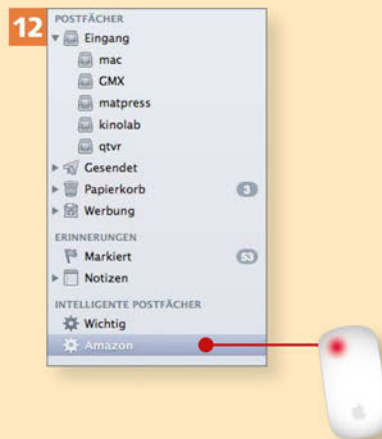 12
POSTFÄCHER
Eingang
mac
GMX
matpress
kinolab
qtvr
Gesendet
Papierkorb 3
Werbung
ERINNERUNGEN
Markiert 53
Notizen
INTELLIGENTE POSTFÄCHER
Wichtig
Amazon